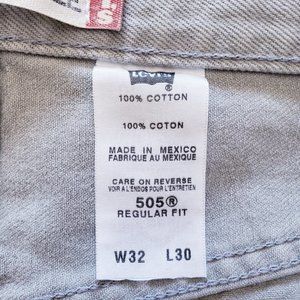 Levi's
®
100% COTTON
100% COTON
MADE IN MEXICO
FABRIQUE AU MEXIQUE
CARE ON REVERSE
VOIR A L'ENDOS POUR L'ENTRETIEN
505®
REGULAR FIT
W32 L30